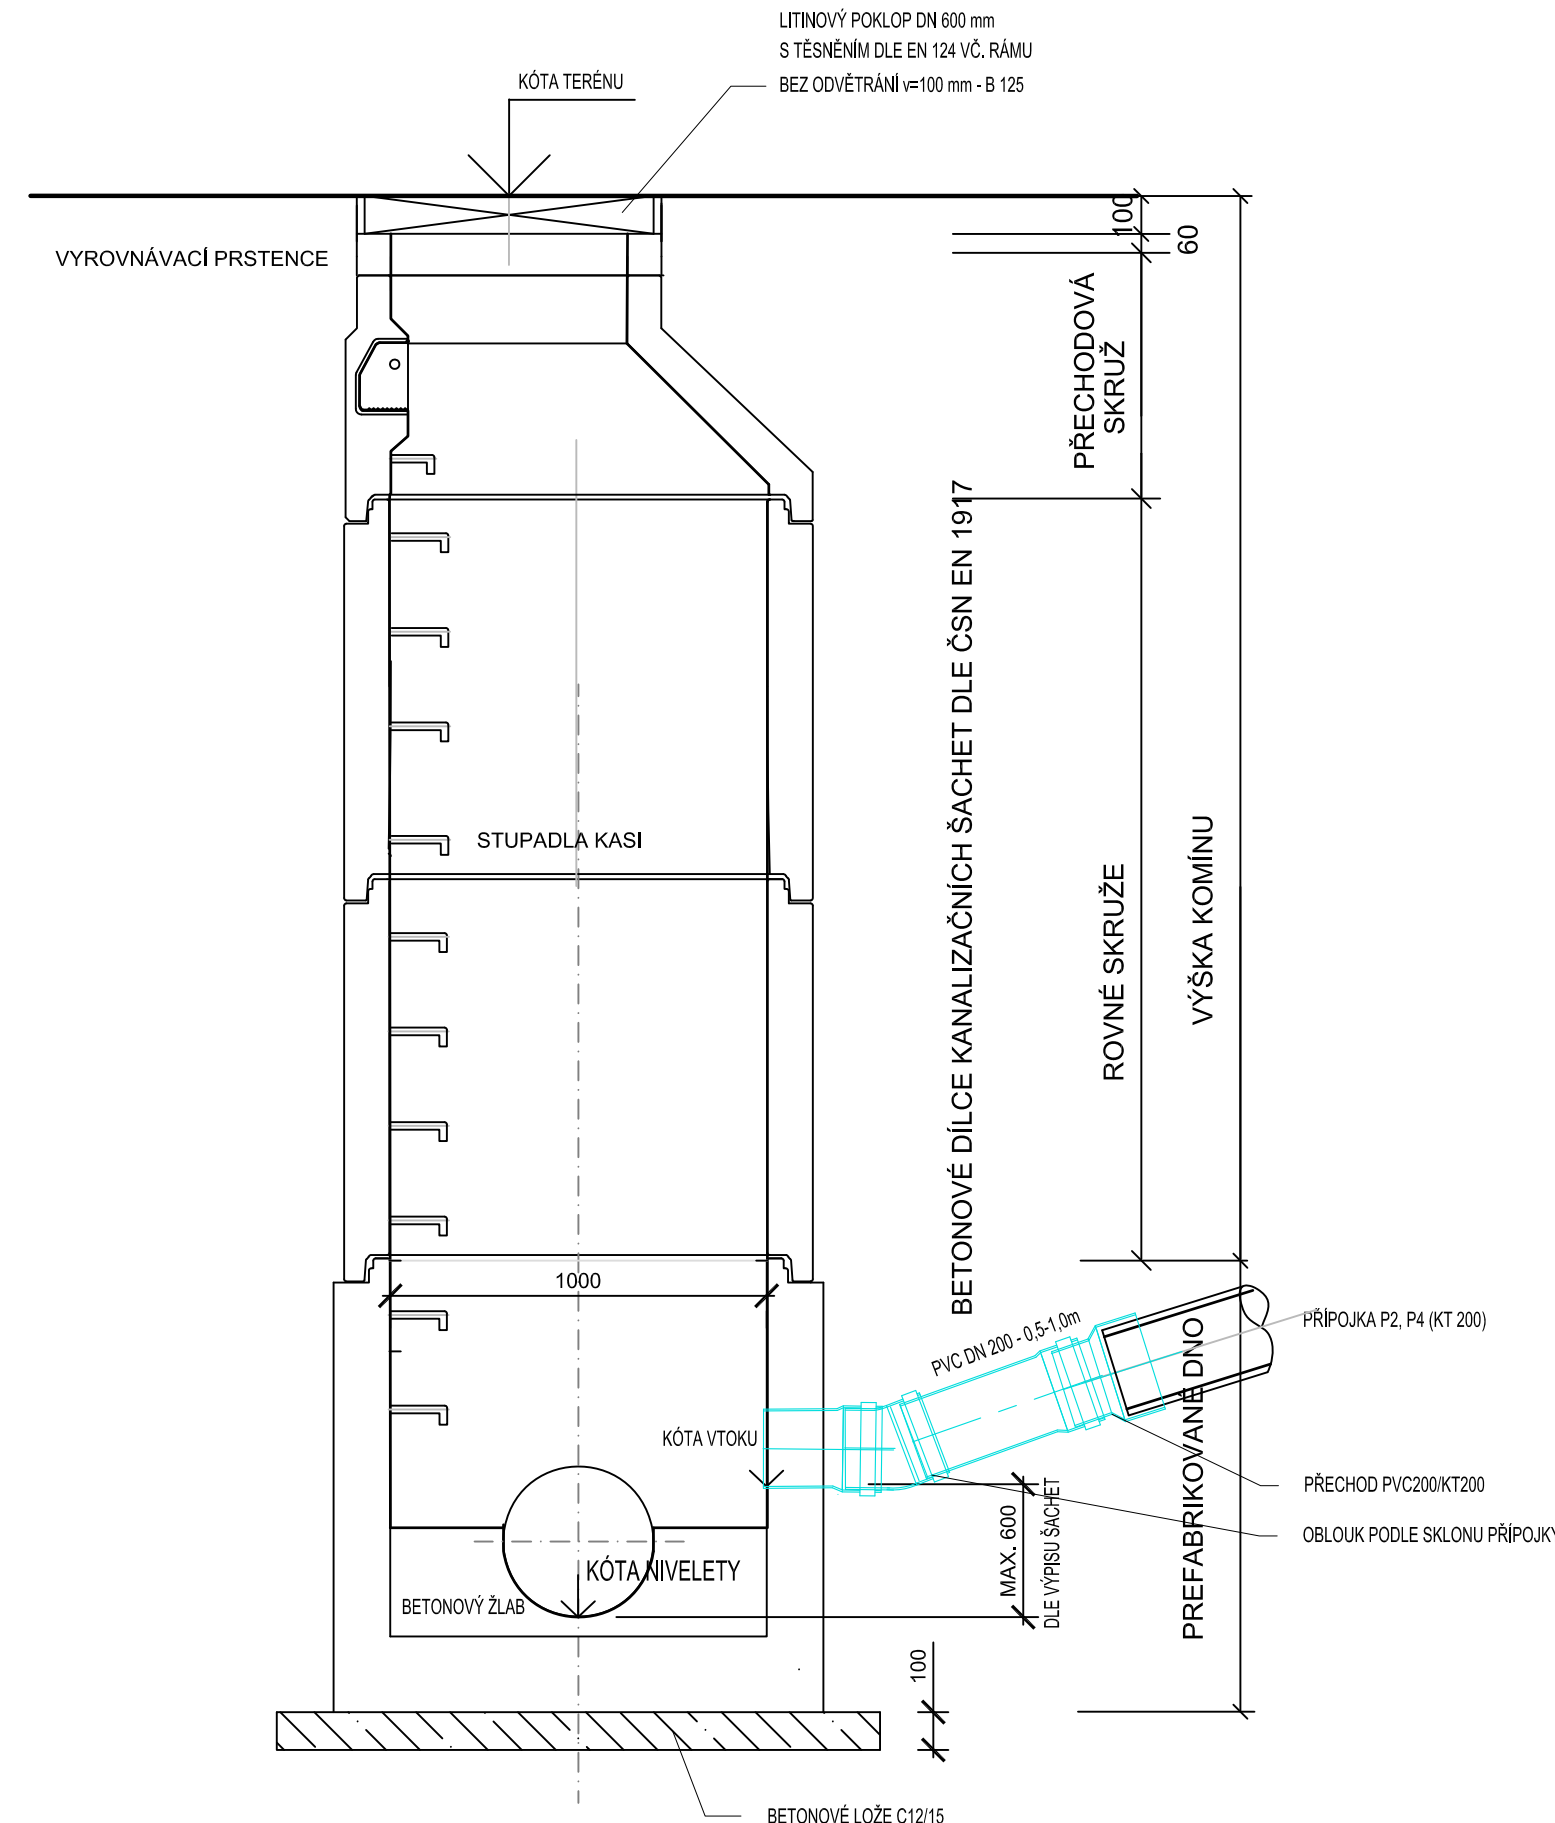 LITINOVÝ POKLOP DN 600 mm
S TĚSNĚNÍM DLE EN 124 VČ. RÁMU
BEZ ODVĚTRÁNÍ v=100 mm - B 125
KÓTA TERÉNU
VYROVNÁVACÍ PRSTENCE
100
60
PŘECHODOVÁ
SKRUŽ
BETONOVÉ DÍLCE KANALIZAČNÍCH ŠACHET DLE ČSN EN 1917
STUPADLA KASI
ROVNÉ SKRUŽE
VÝŠKA KOMÍNU
1000
PVC DN 200 - 0,5-1,0m
PŘÍPOJKA P2, P4 (KT 200)
KÓTA VTOKU
PREFABRIKOVANÉ DNO
PŘECHOD PVC200/KT200
OBLOUK PODLE SKLONU PŘÍPOJKY
MAX. 600
DLE VÝPISU ŠACHET
KÓTA NIVELETY
BETONOVÝ ŽLAB
100
BETONOVÉ LOŽE C12/15